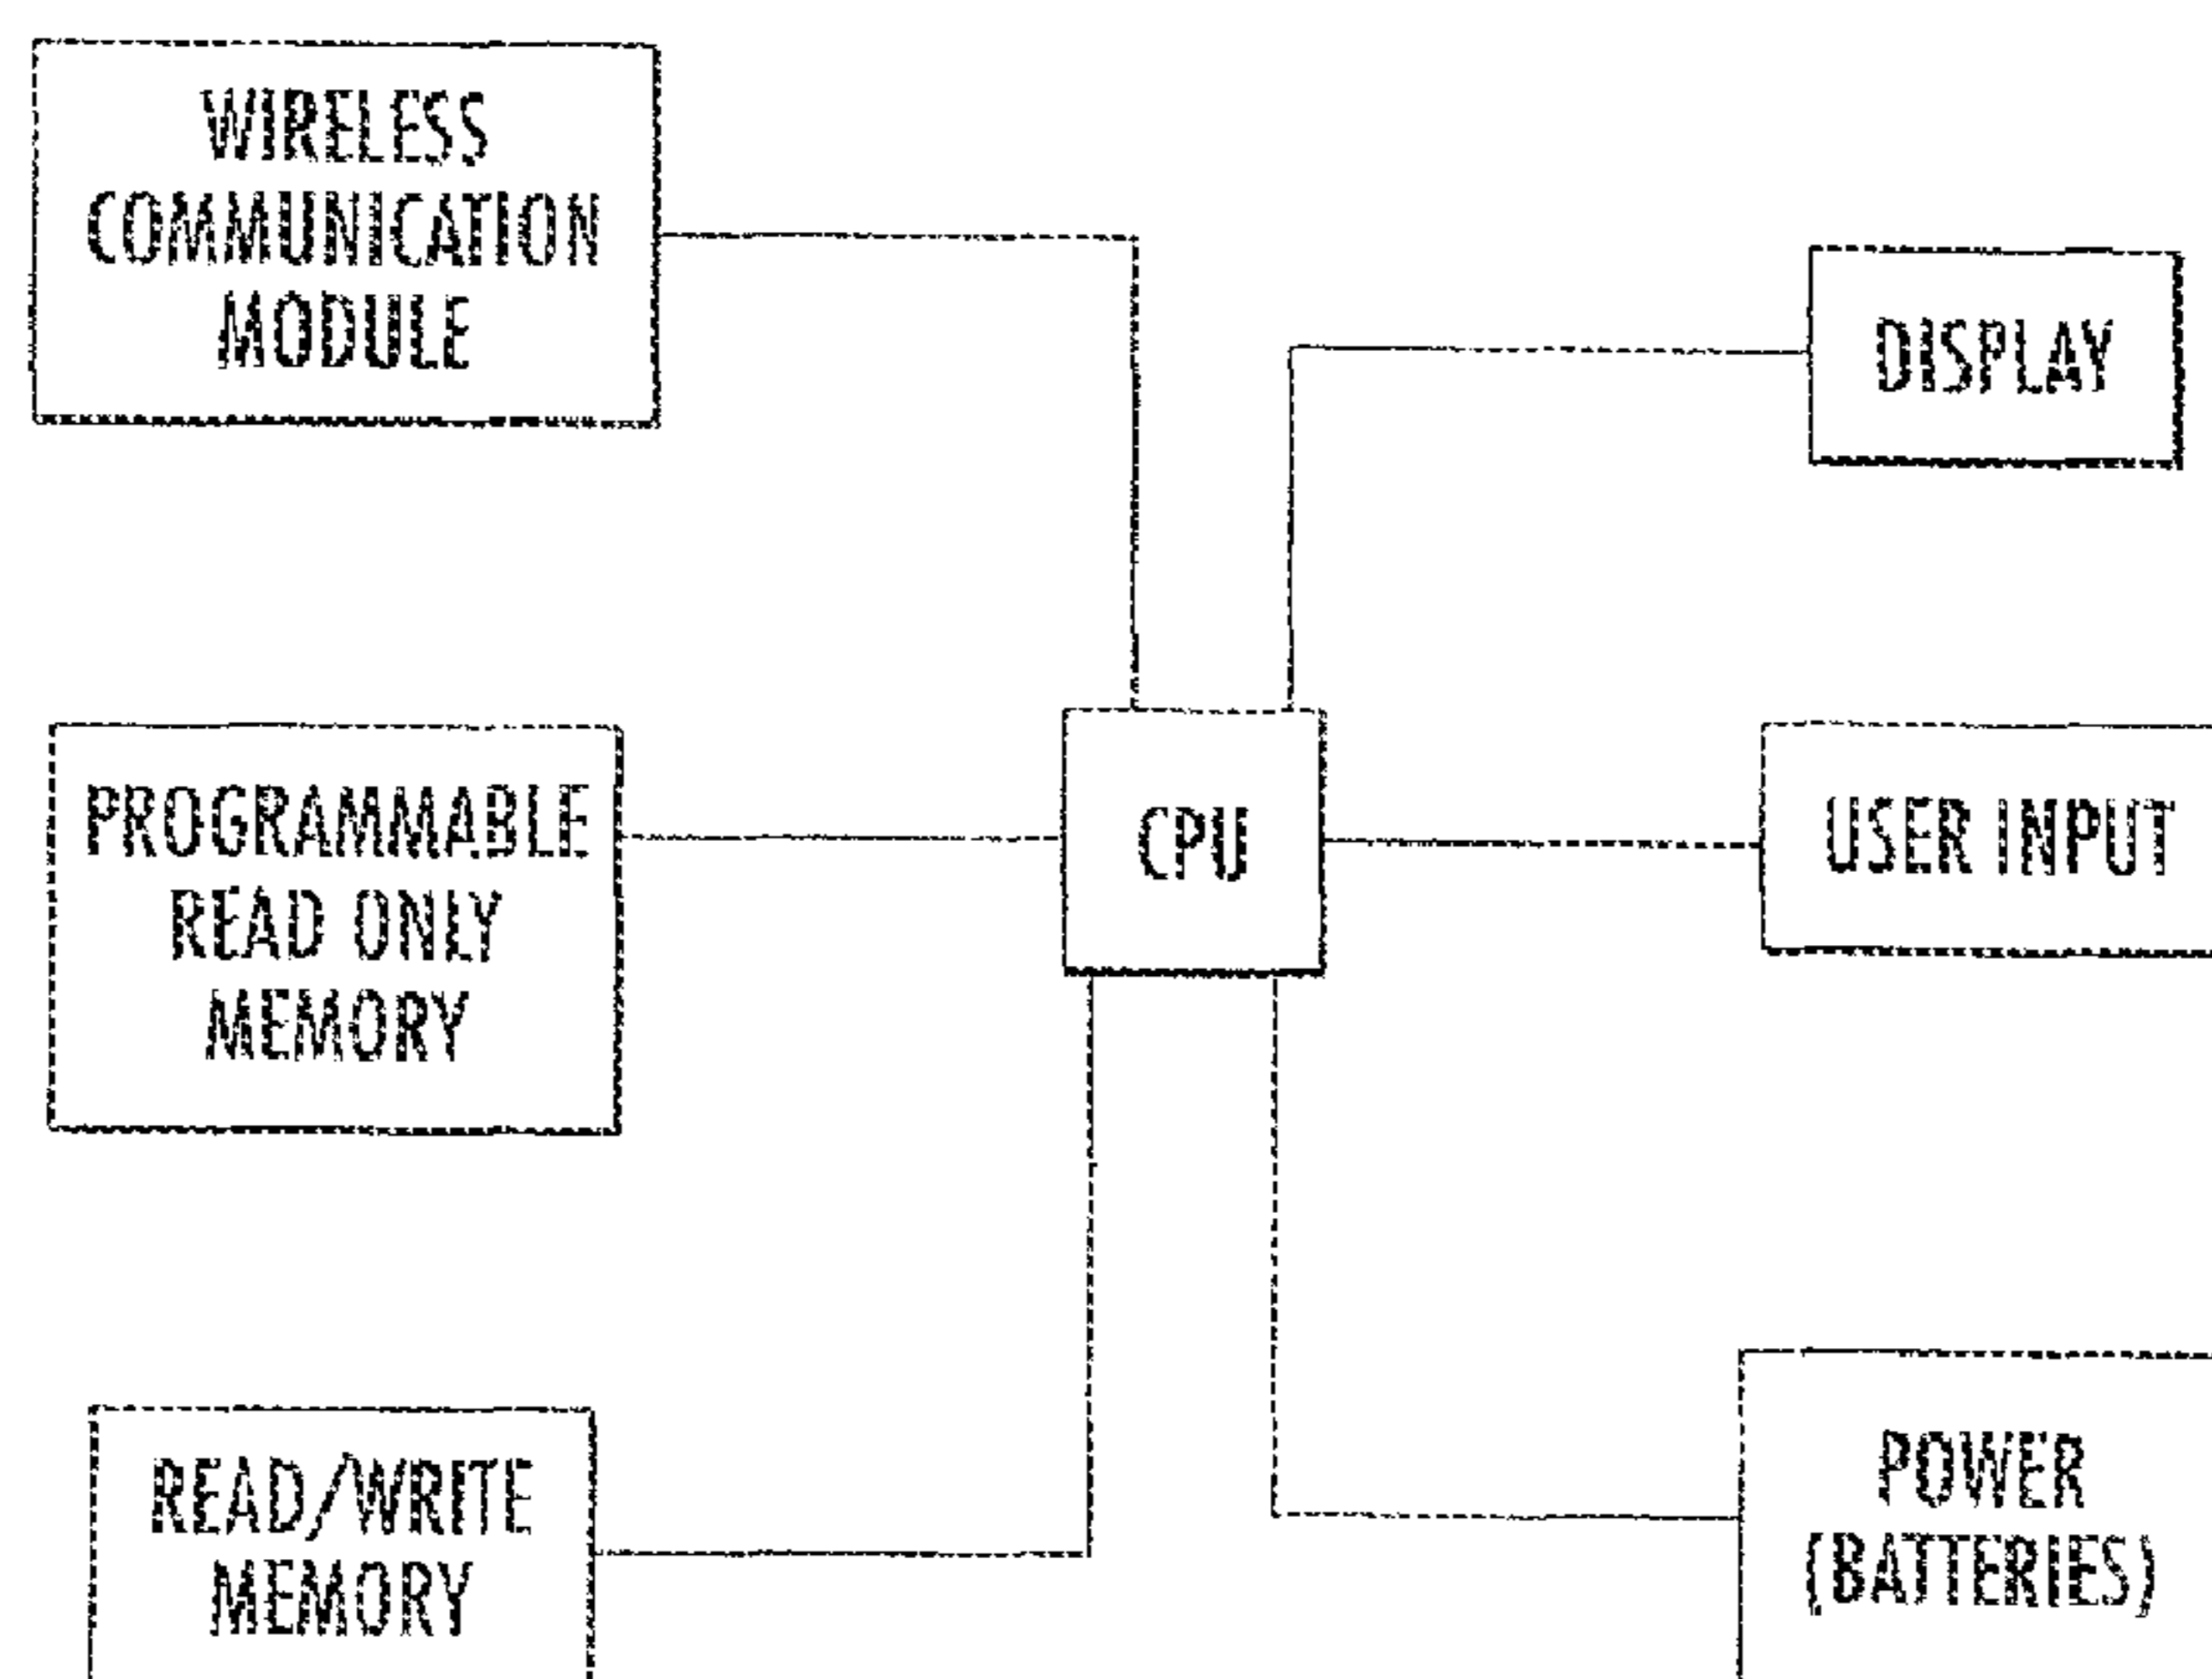 WIRELESS
COMMUNICATION
MODULE
DISPLAY
PROGRAMMABLE
READ ONLY
MEMORY
CPU
USER INPUT
READ/WRITE
MEMORY
POWER
(BATTERIES)